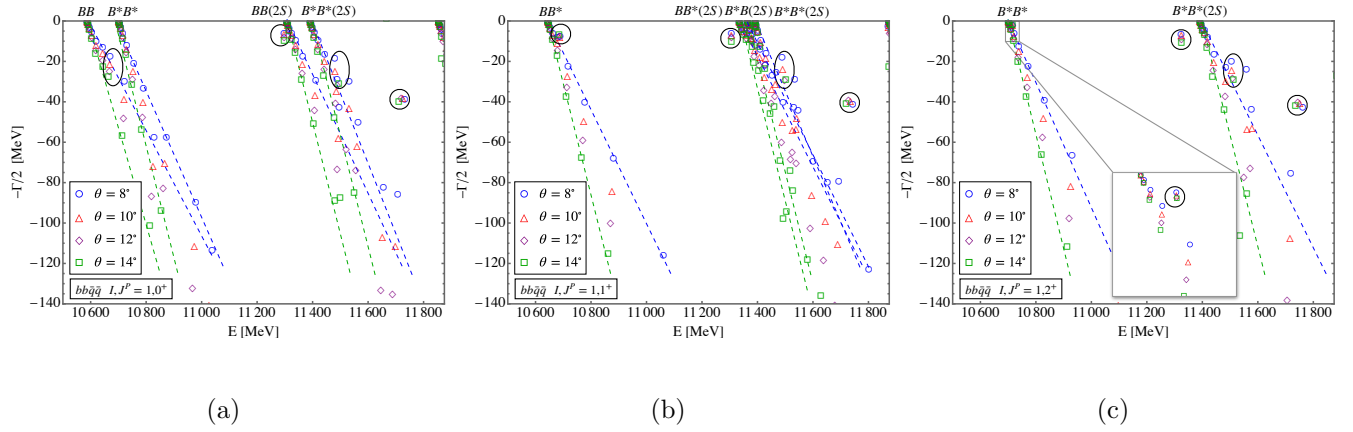 BB B*B* BB(2S) B*B*(2S)
0
−20
−40
−60
−80
−100
−120
−140
−Γ/2 [MeV]
θ = 8°
θ = 10°
θ = 12°
θ = 14°
bbq̄q̄ I, J^P = 1,0⁺
10 600 10 800 11 000 11 200 11 400 11 600 11 800
E [MeV]
(a)
BB* BB*(2S) B*B(2S) B*B*(2S)
0
−20
−40
−60
−80
−100
−120
−140
−Γ/2 [MeV]
θ = 8°
θ = 10°
θ = 12°
θ = 14°
bbq̄q̄ I, J^P = 1,1⁺
10 600 10 800 11 000 11 200 11 400 11 600 11 800
E [MeV]
(b)
B*B* B*B*(2S)
0
−20
−40
−60
−80
−100
−120
−140
−Γ/2 [MeV]
θ = 8°
θ = 10°
θ = 12°
θ = 14°
bbq̄q̄ I, J^P = 1,2⁺
10 600 10 800 11 000 11 200 11 400 11 600 11 800
E [MeV]
(c)